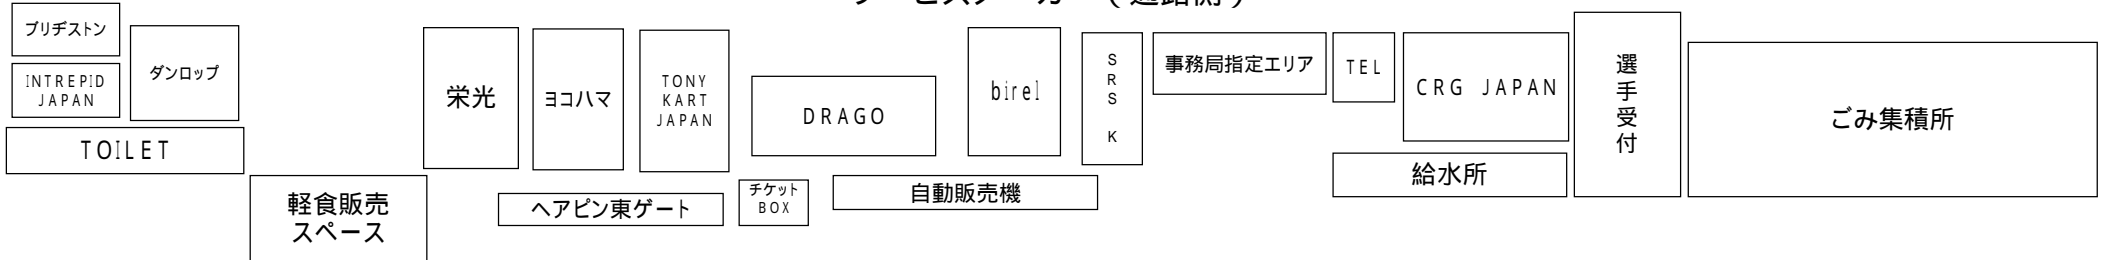 ブリヂストン
INTREPID
JAPAN
ダンロップ
TOILET
軽食販売
スペース
栄光
ヨコハマ
TONY
KART
JAPAN
ヘアピン東ゲート
チケット
BOX
DRAGO
自動販売機
birel
S
R
S
K
事務局指定エリア
TEL
CRG JAPAN
給水所
選手受付
ごみ集積所